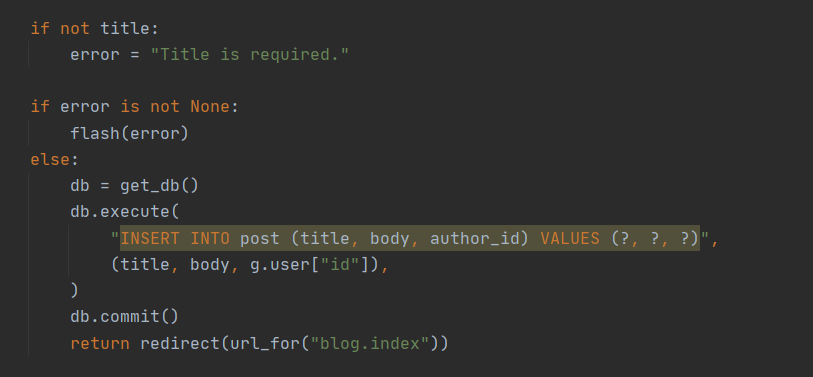 if not title:
    error = "Title is required."

if error is not None:
    flash(error)
else:
    db = get_db()
    db.execute(
        "INSERT INTO post (title, body, author_id) VALUES (?, ?, ?)",
        (title, body, g.user["id"]),
    )
    db.commit()
    return redirect(url_for("blog.index"))